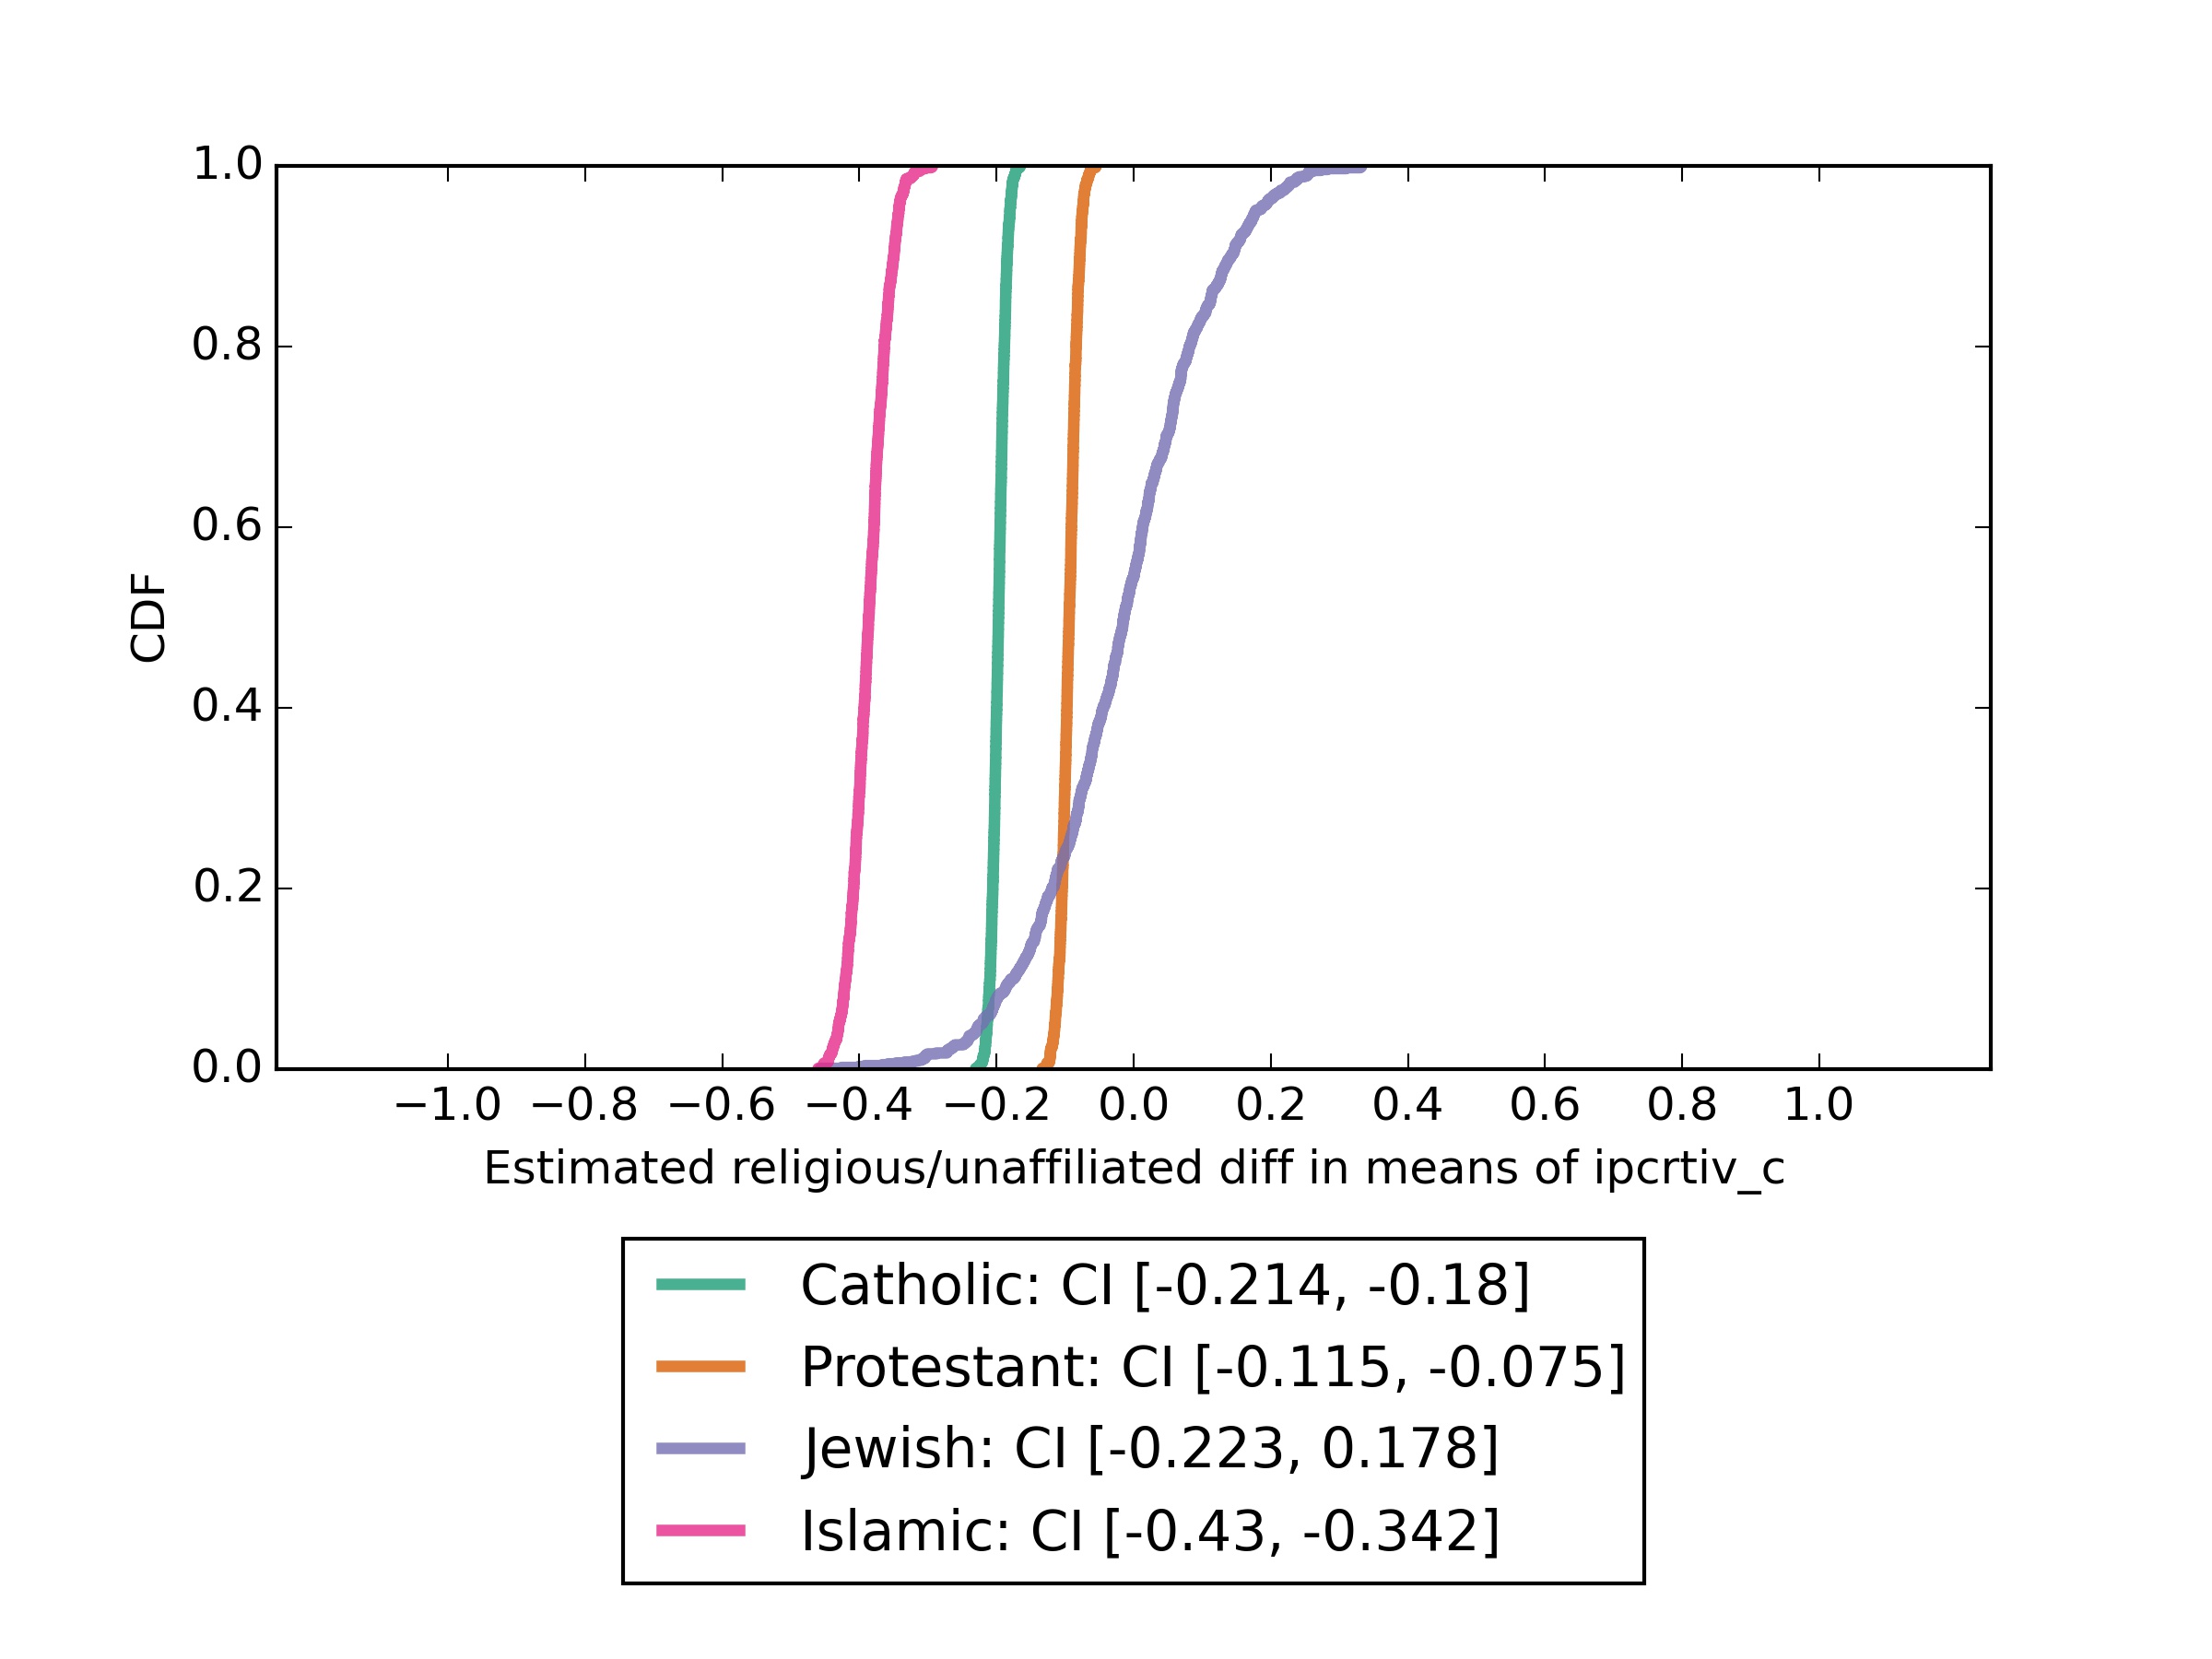 1.0
0.8
0.6
0.4
0.2
0.0
CDF
−1.0 −0.8 −0.6 −0.4 −0.2 0.0 0.2 0.4 0.6 0.8 1.0
Estimated religious/unaffiliated diff in means of ipcrtiv_c
Catholic: CI [-0.214, -0.18]
Protestant: CI [-0.115, -0.075]
Jewish: CI [-0.223, 0.178]
Islamic: CI [-0.43, -0.342]